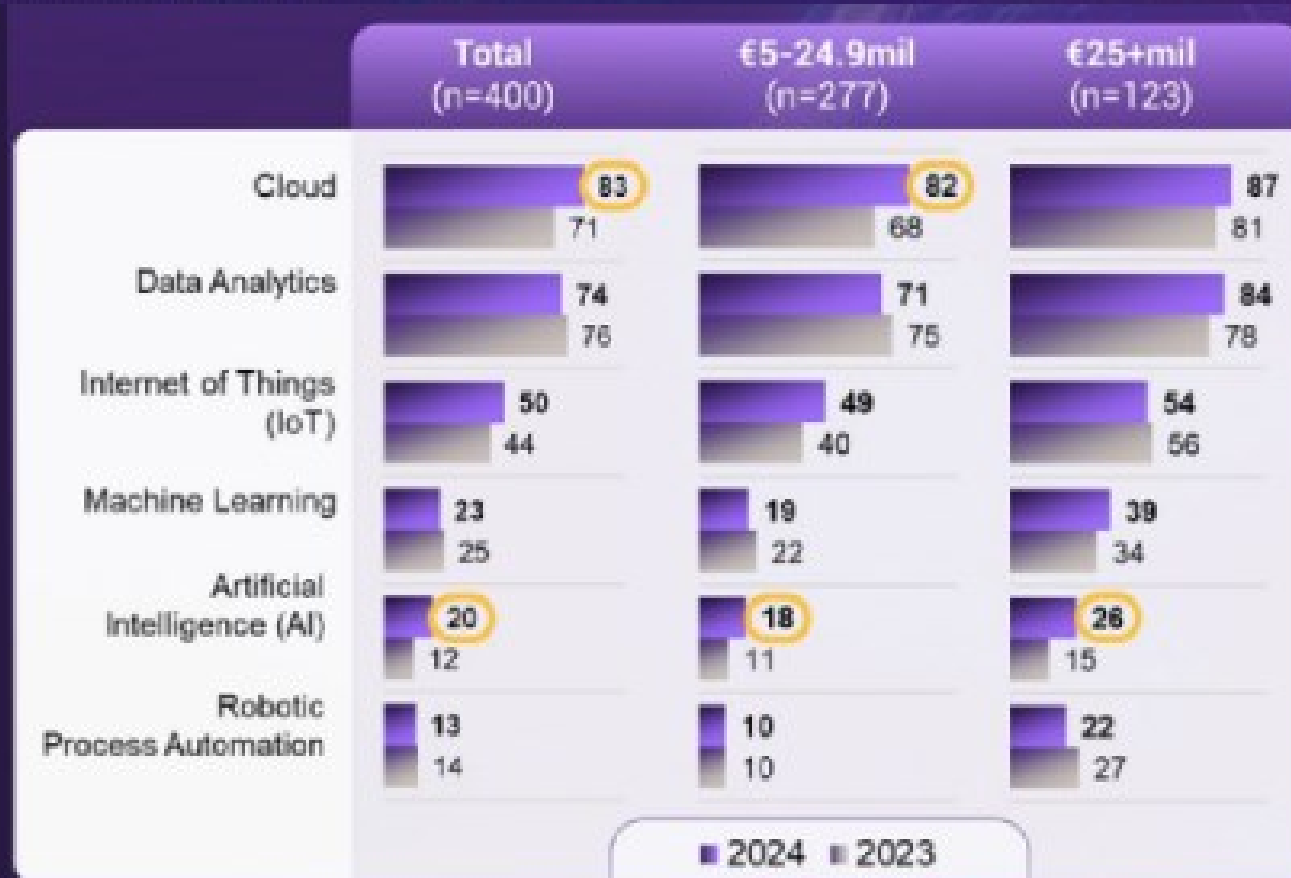 Total
(n=400)
€5-24.9mil
(n=277)
€25+mil
(n=123)
Cloud
83
71
82
68
87
81
Data Analytics
74
76
71
75
84
78
Internet of Things
(IoT)
50
44
49
40
54
56
Machine Learning
23
25
19
22
39
34
Artificial
Intelligence (AI)
20
12
18
11
26
15
Robotic
Process Automation
13
14
10
10
22
27
2024 2023